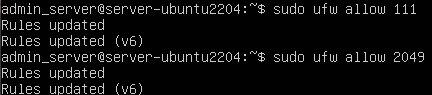 admin_server@server-ubuntu2204:~$ sudo ufw allow 111
Rules updated
Rules updated (v6)
admin_server@server-ubuntu2204:~$ sudo ufw allow 2049
Rules updated
Rules updated (v6)